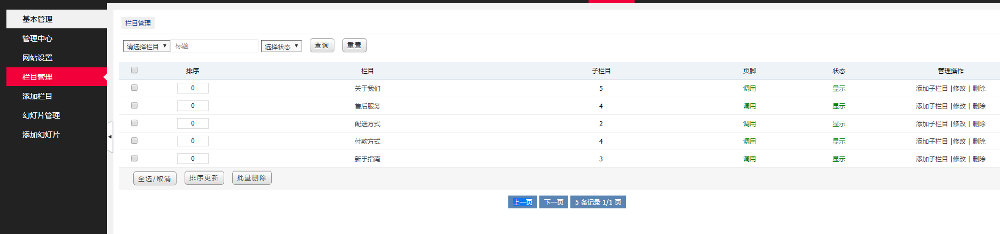 基本管理
管理中心
网站设置
栏目管理
添加栏目
幻灯片管理
添加幻灯片
栏目管理
请选择栏目 标题 选择状态 查询 重置
排序 栏目 子栏目 页脚 状态 管理操作
0 关于我们 5 调用 显示 添加子栏目 |修改 | 删除
0 售后服务 4 调用 显示 添加子栏目 |修改 | 删除
0 配送方式 2 调用 显示 添加子栏目 |修改 | 删除
0 付款方式 4 调用 显示 添加子栏目 |修改 | 删除
0 新手指南 3 调用 显示 添加子栏目 |修改 | 删除
全选/取消 排序更新 批量删除
上一页 下一页 5 条记录 1/1 页